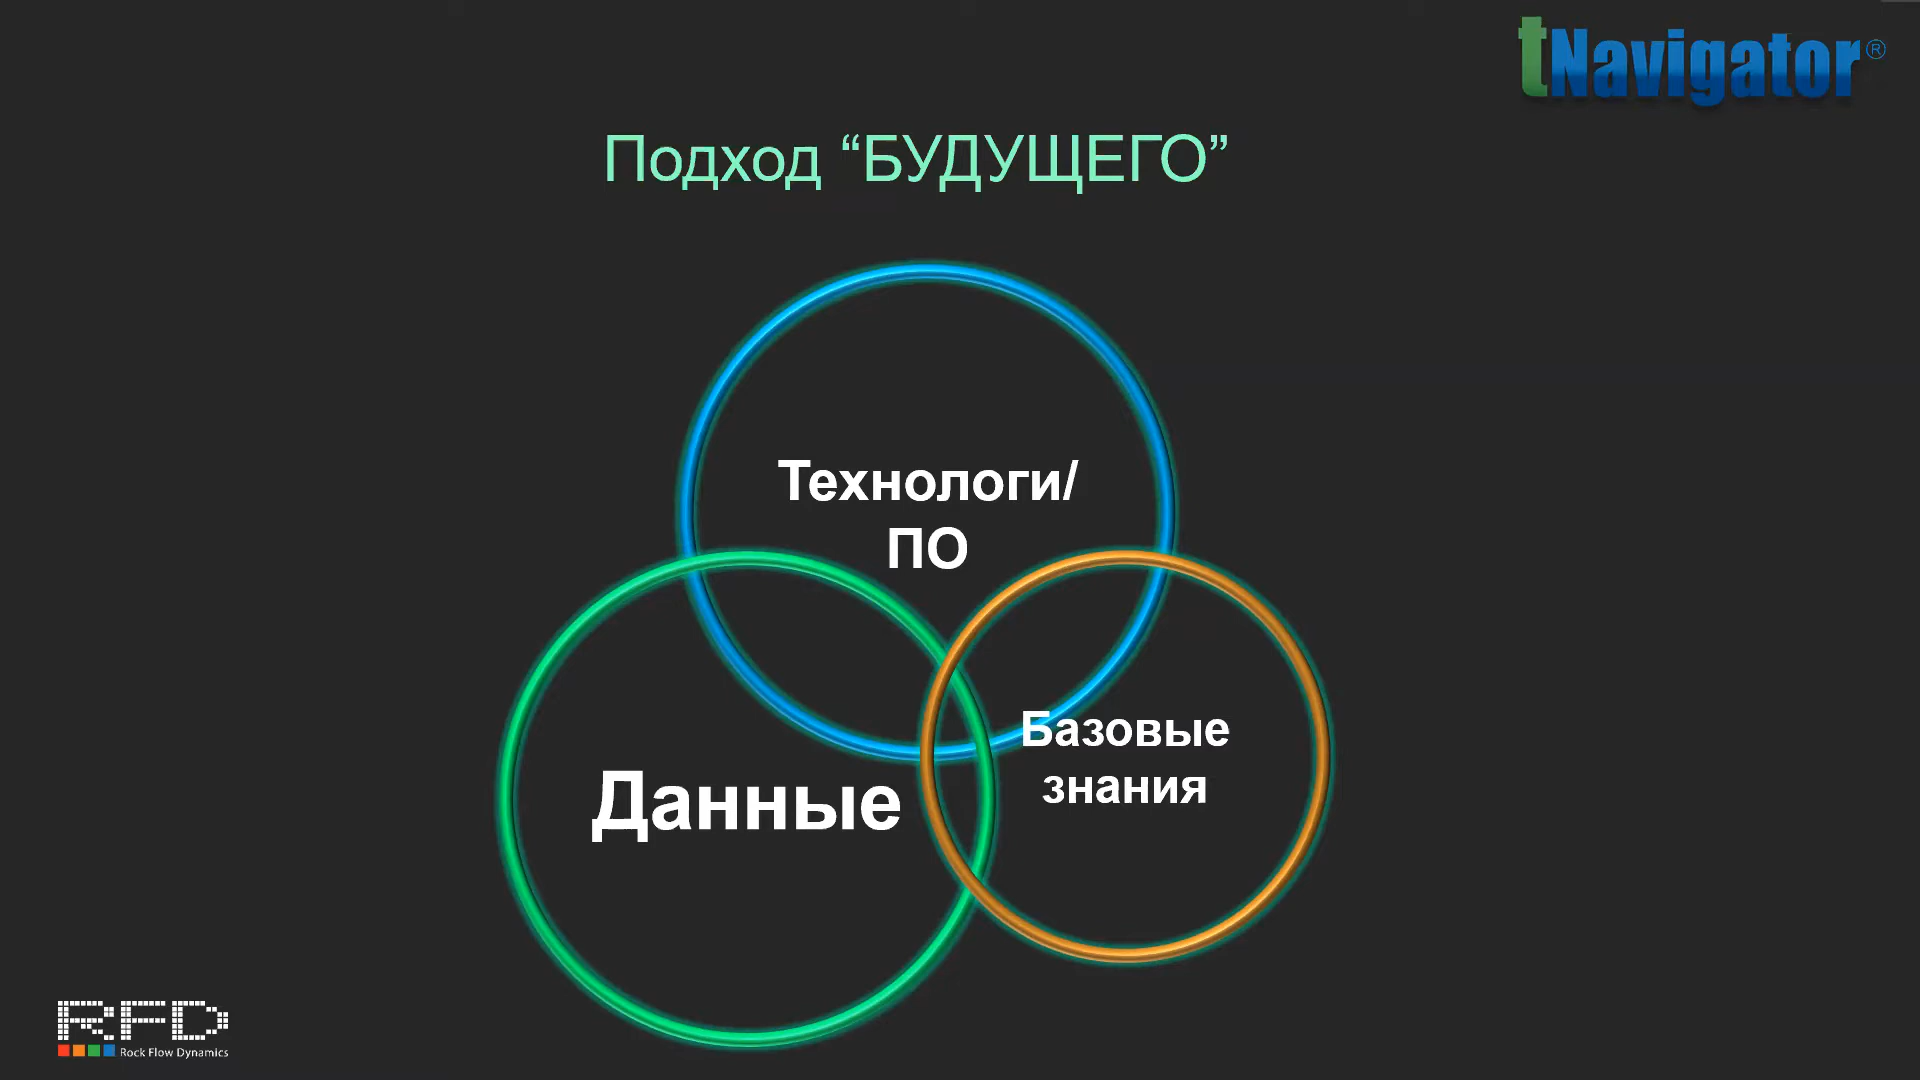 tNavigator®
Подход “БУДУЩЕГО”
Технологи/
ПО
Базовые
знания
Данные
RFD
Rock Flow Dynamics